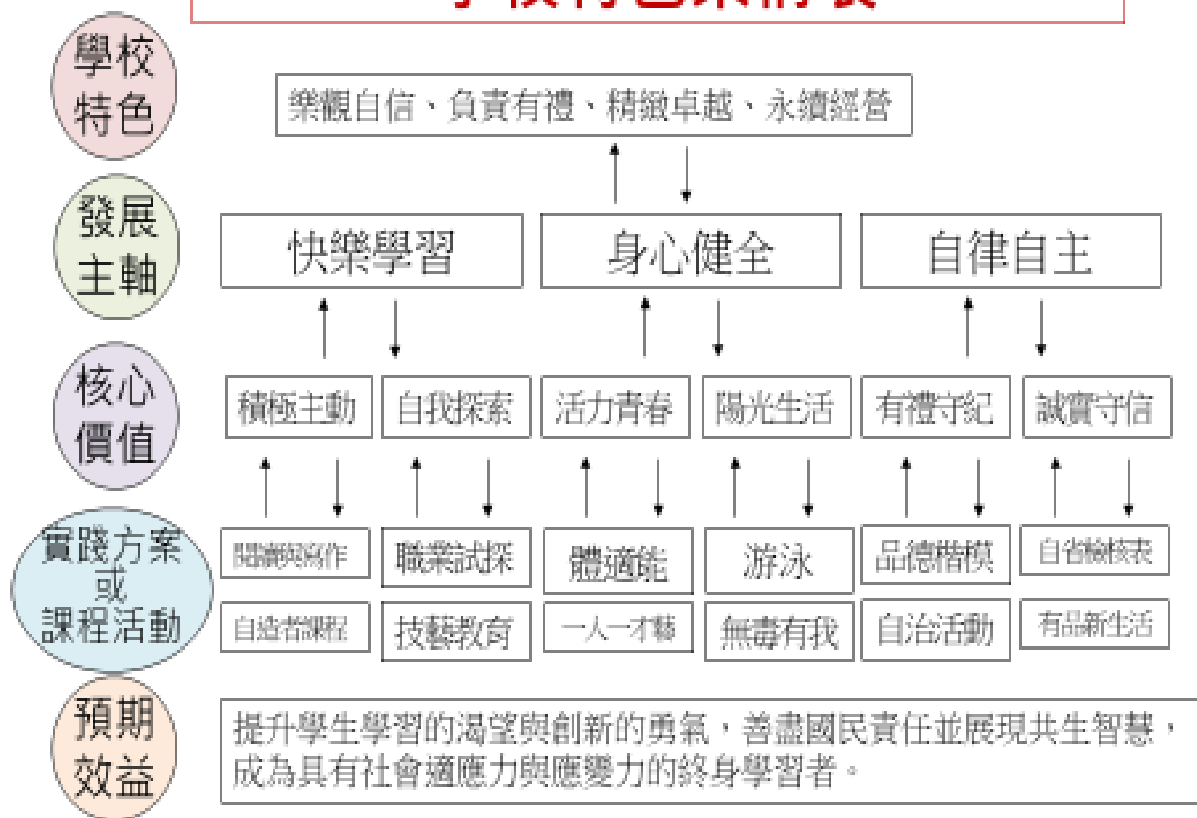 學校
特色
樂觀自信、負責有禮、精緻卓越、永續經營
發展
主軸
快樂學習
身心健全
自律自主
核心
價值
積極主動
自我探索
活力青春
陽光生活
有禮守紀
誠實守信
實踐方案
或
課程活動
閱讀與寫作
職業試探
體適能
游泳
品德楷模
自省檢核表
自造者課程
技藝教育
一人一才藝
無毒有我
自治活動
有品新生活
預期
效益
提升學生學習的渴望與創新的勇氣，善盡國民責任並展現共生智慧，
成為具有社會適應力與應變力的終身學習者。